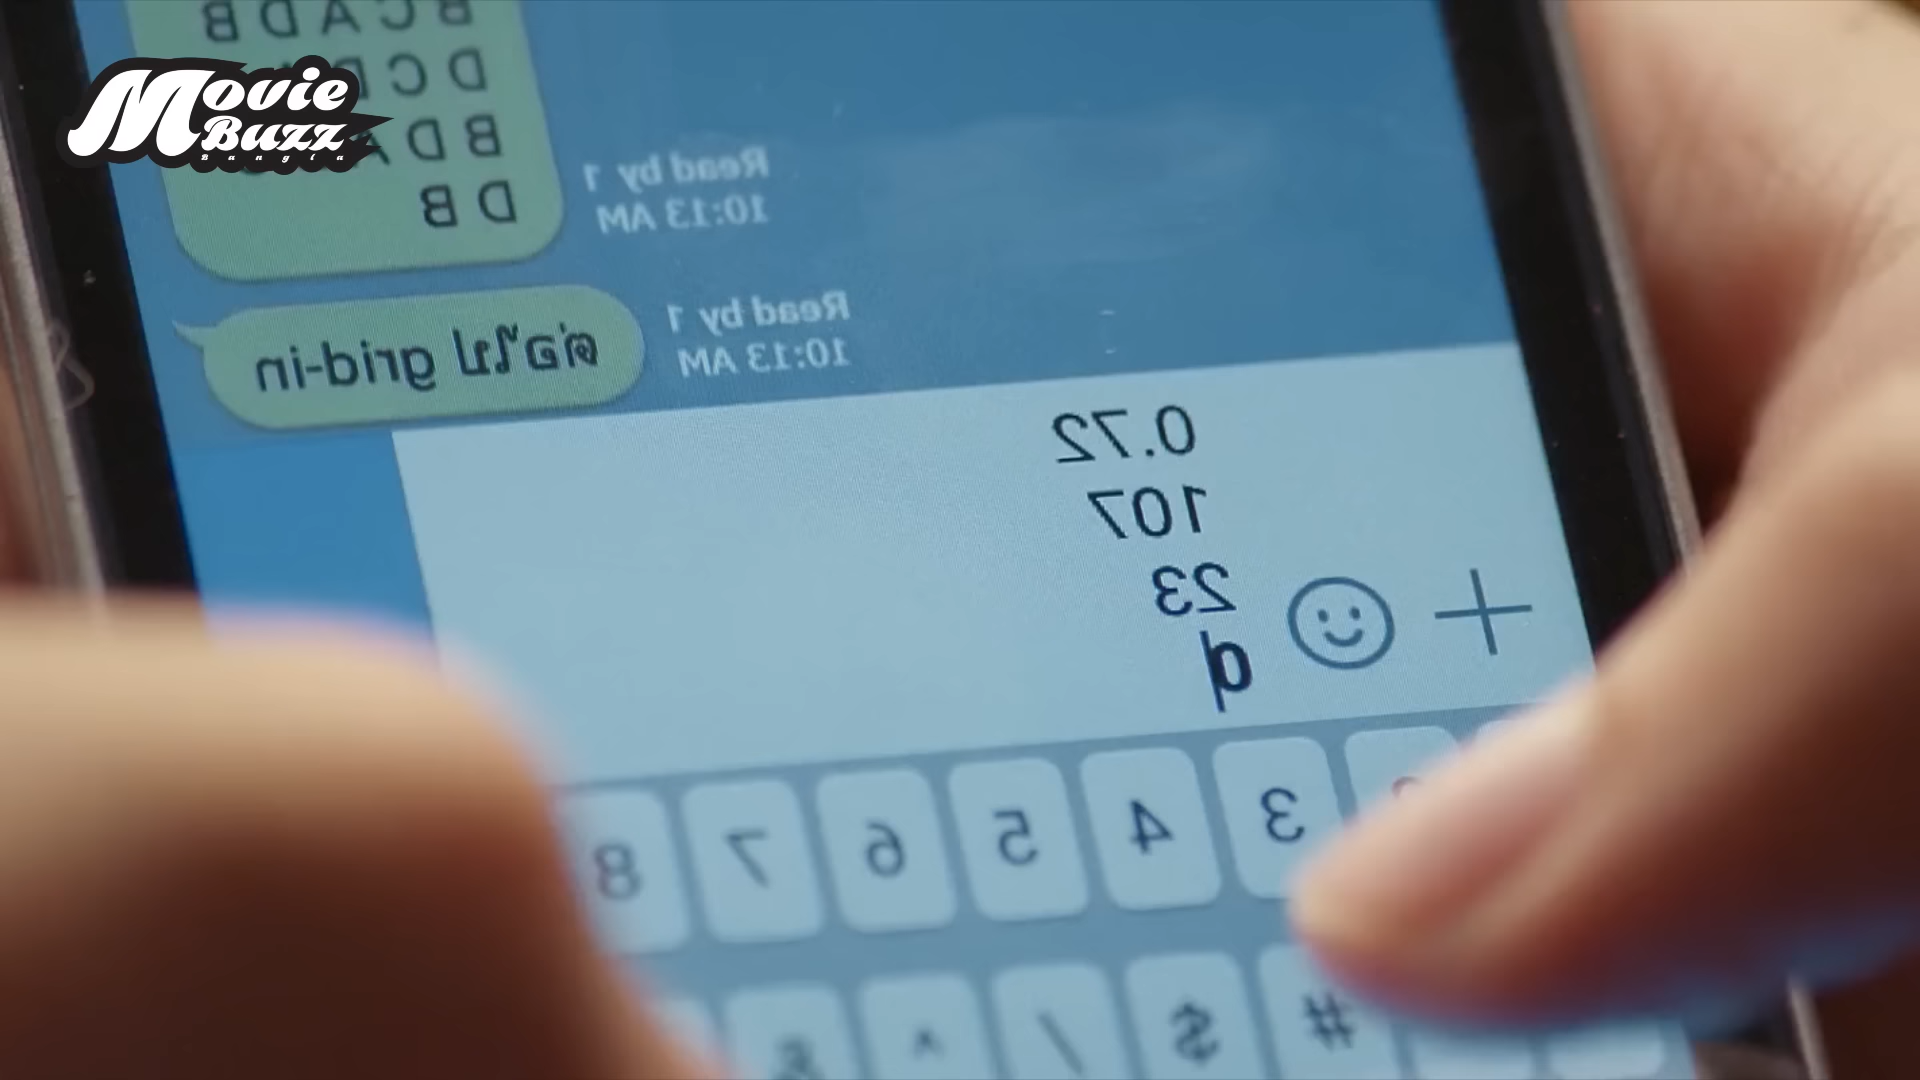 B C A D B
D C D
B D A
D B
Read by 1
10:13 AM
ต่อไป grid-in
Read by 1
10:13 AM
0.72
107
23
3 4 5 6 7 8
# $ / ^ &
Movie
Buzz
Bangla